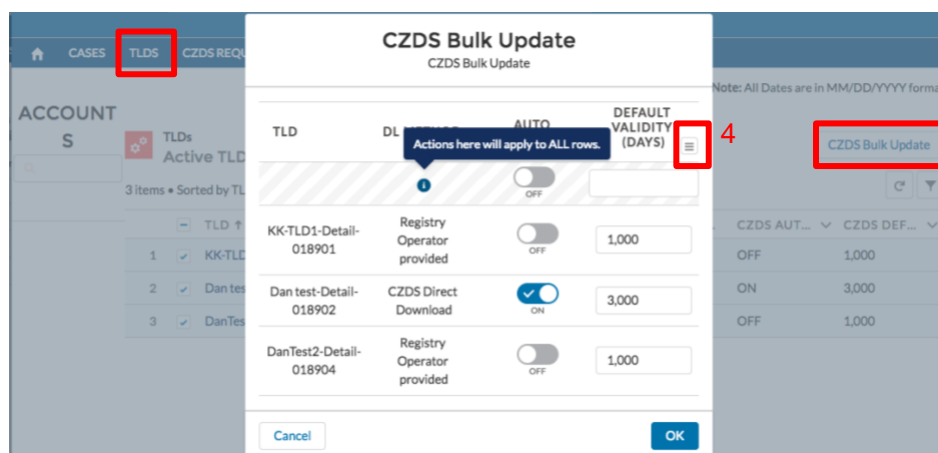 CASES TLDS CZDS REQU
Note: All Dates are in MM/DD/YYYY forma
ACCOUNT
S
TLDs
Active TLD
CZDS Bulk Update
3 items • Sorted by TL
TLD ↑ CZDS AUT... CZDS DEF...
1 KK-TLD OFF 1,000
2 Dan tes ON 3,000
3 DanTes OFF 1,000
CZDS Bulk Update
CZDS Bulk Update
TLD DL AUTO DEFAULT VALIDITY (DAYS)
4
Actions here will apply to ALL rows.
OFF
KK-TLD1-Detail-018901 Registry Operator provided OFF 1,000
Dan test-Detail-018902 CZDS Direct Download ON 3,000
DanTest2-Detail-018904 Registry Operator provided OFF 1,000
Cancel OK